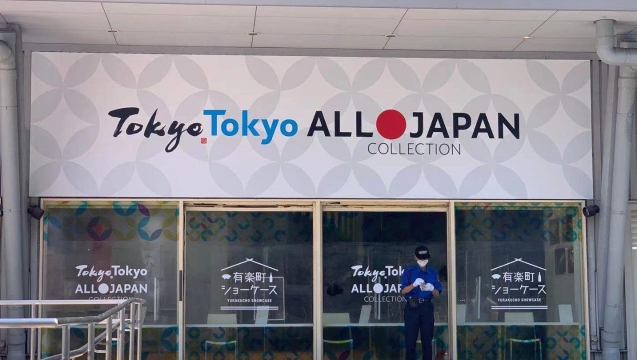 Tokyo Tokyo ALL JAPAN
COLLECTION
Tokyo Tokyo
ALL JAPAN
COLLECTION
有楽町
ショーケース
YURAKUCHO SHOWCASE
Tokyo Tokyo
ALL JAPAN
COLLECTION
有楽町
ショーケース
YURAKUCHO SHOWCASE